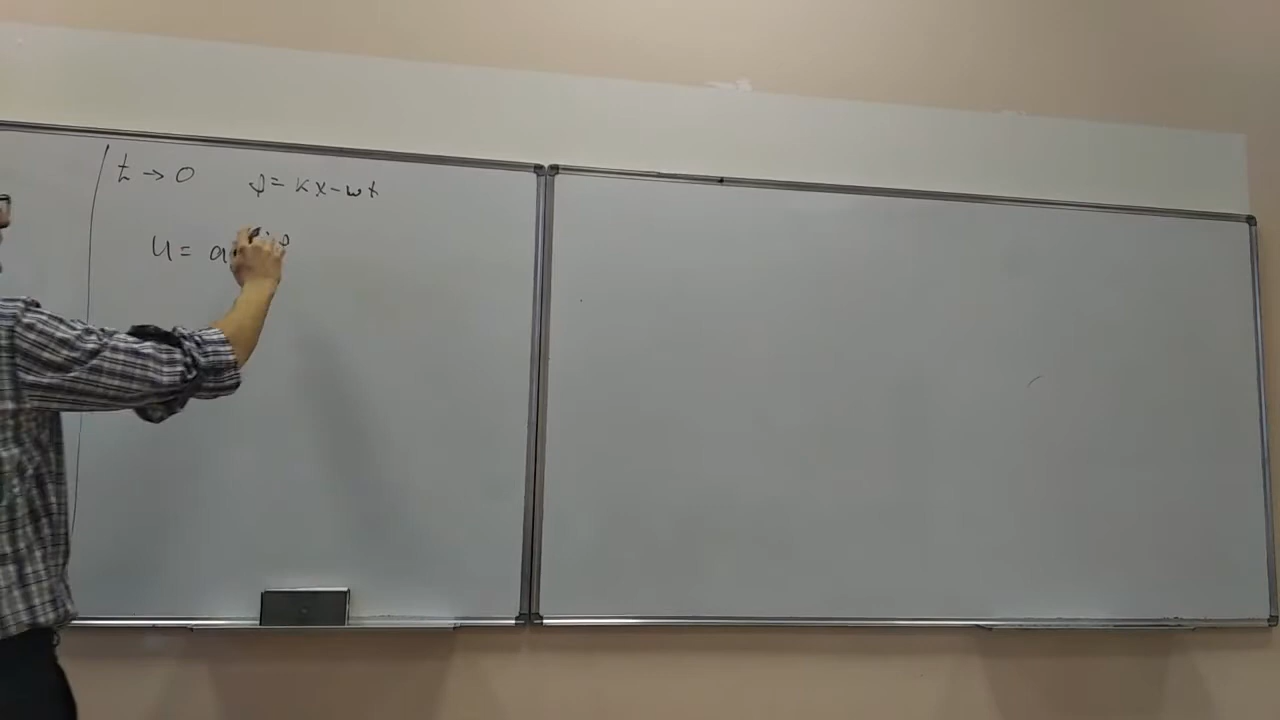 t → 0
φ = kx - ωt
u = a